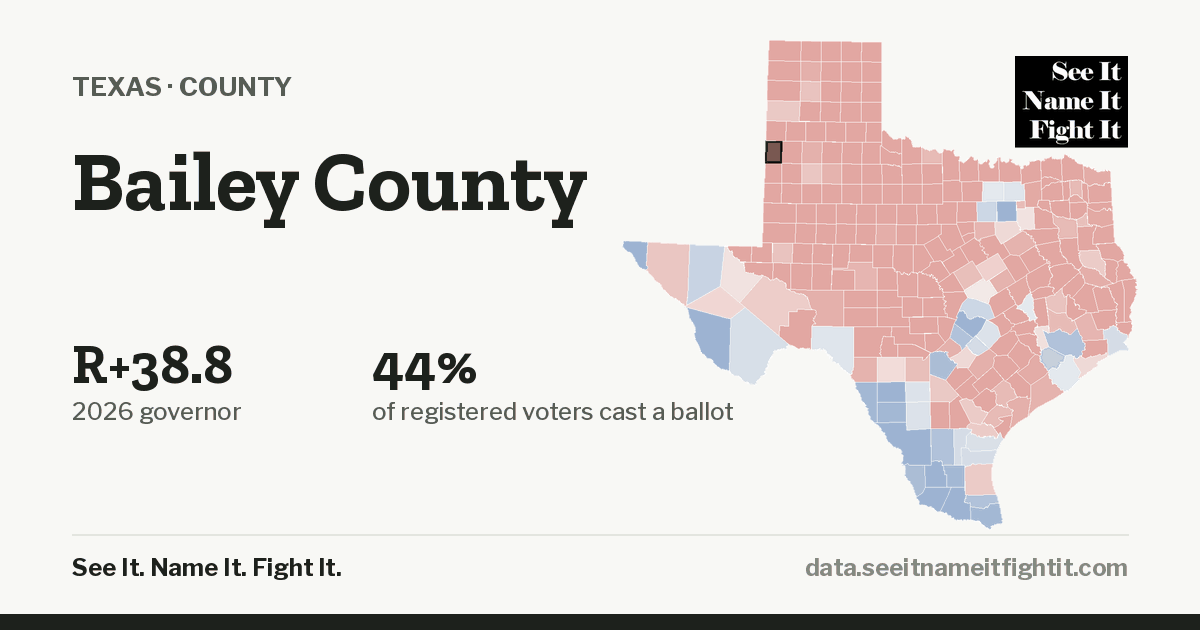 TEXAS · COUNTY
See It
Name It
Fight It
Bailey County
R+38.8
2026 governor
44%
of registered voters cast a ballot
See It. Name It. Fight It.
data.seeitnameitfightit.com